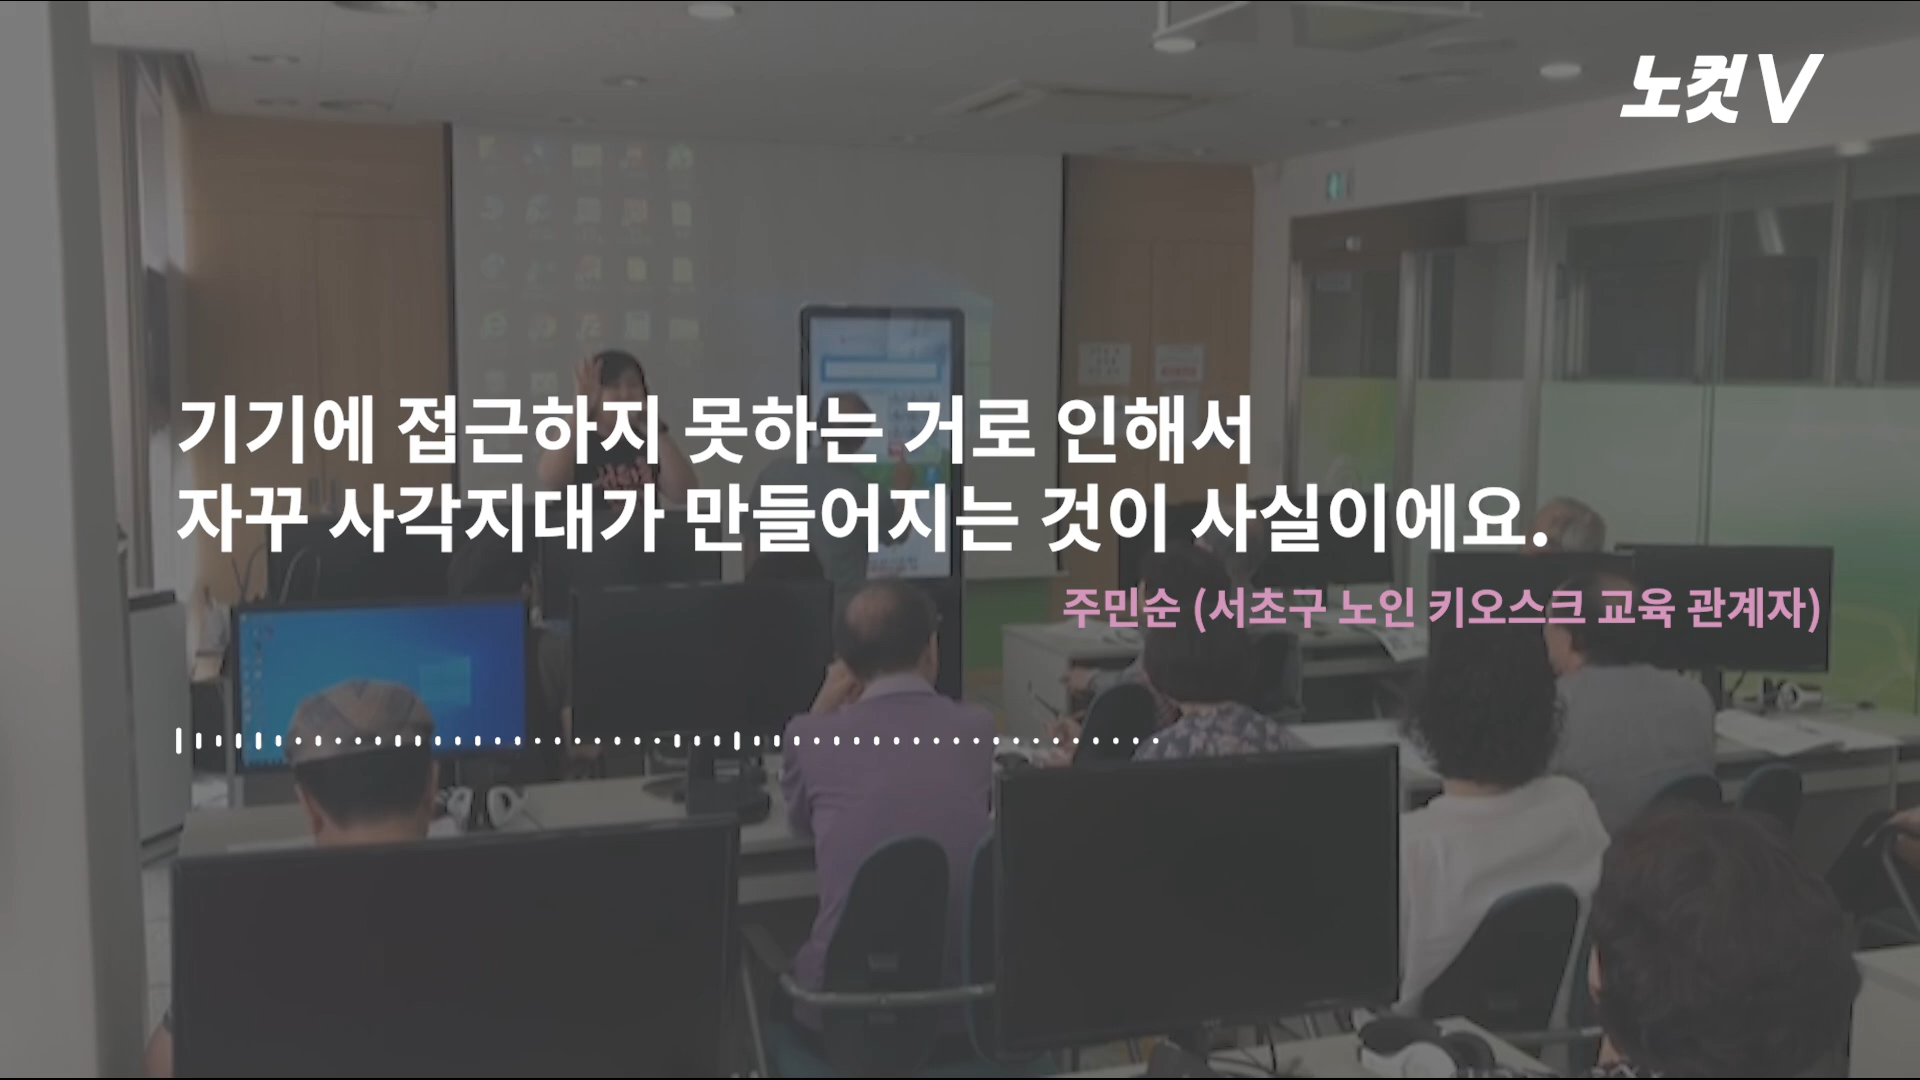 노컷V
기기에 접근하지 못하는 거로 인해서
자꾸 사각지대가 만들어지는 것이 사실이에요.
주민순 (서초구 노인 키오스크 교육 관계자)